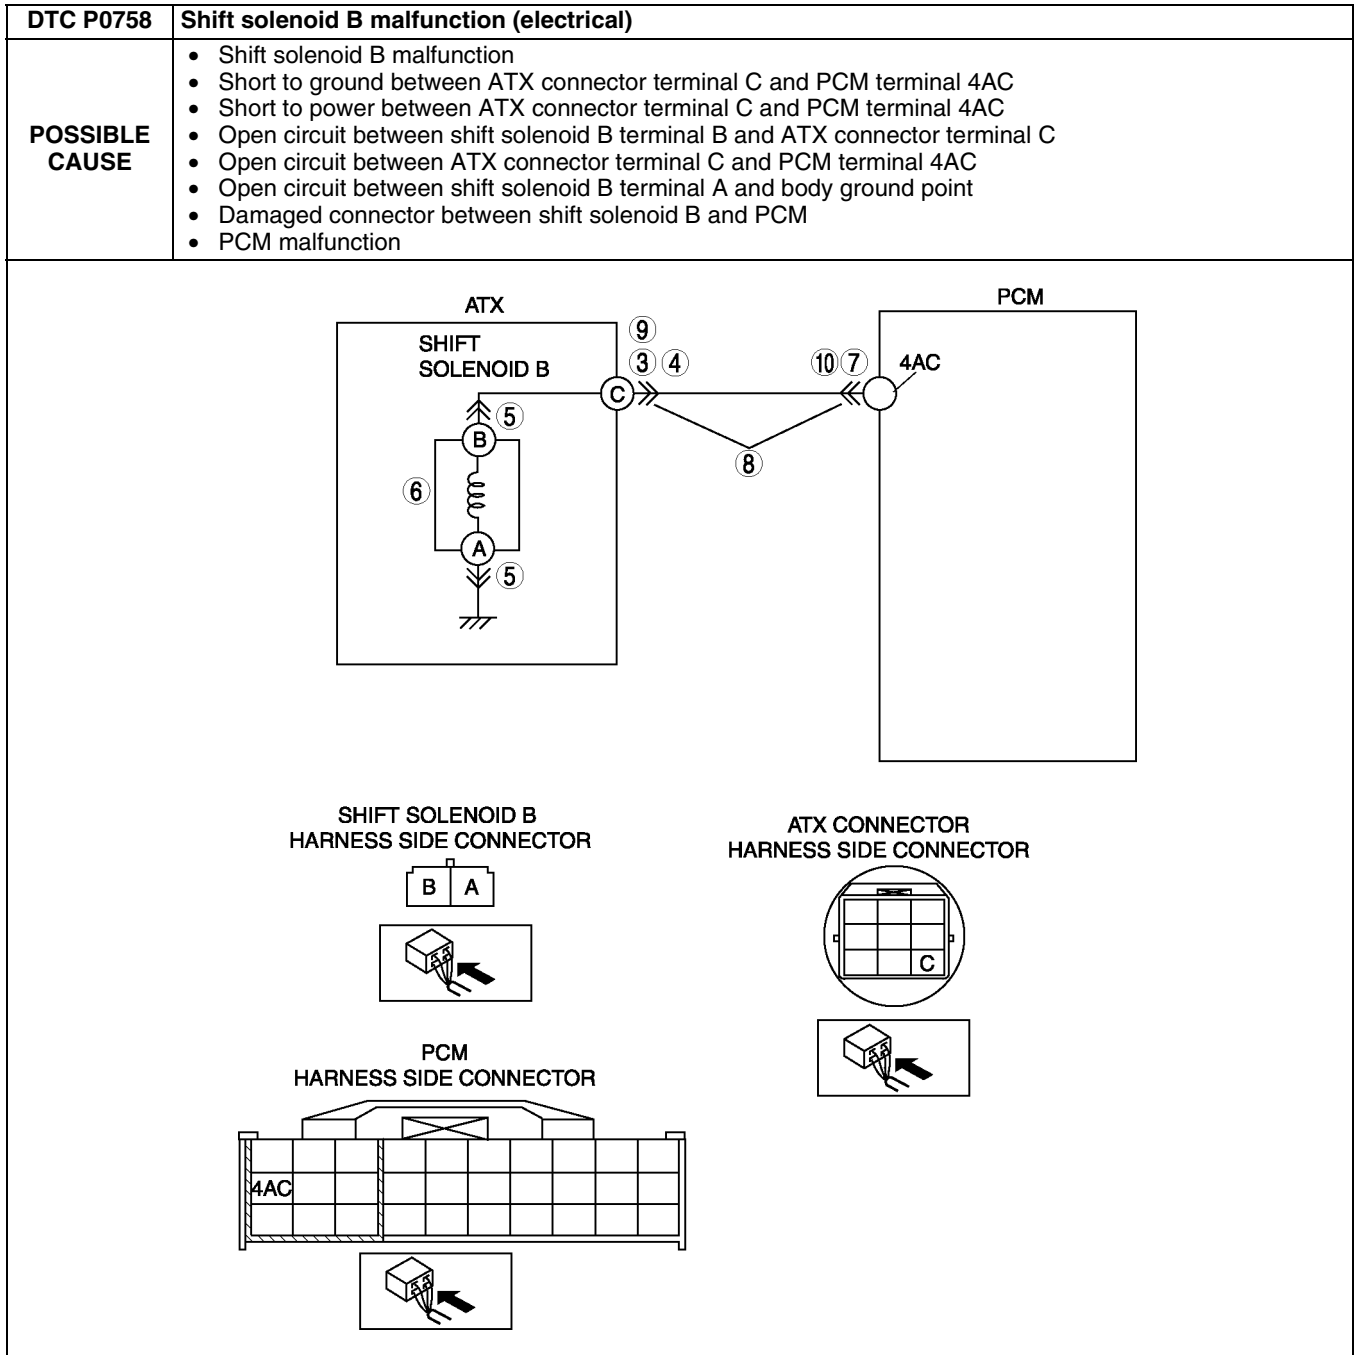 DTC P0758 Shift solenoid B malfunction (electrical)
POSSIBLE
CAUSE
• Shift solenoid B malfunction
• Short to ground between ATX connector terminal C and PCM terminal 4AC
• Short to power between ATX connector terminal C and PCM terminal 4AC
• Open circuit between shift solenoid B terminal B and ATX connector terminal C
• Open circuit between ATX connector terminal C and PCM terminal 4AC
• Open circuit between shift solenoid B terminal A and body ground point
• Damaged connector between shift solenoid B and PCM
• PCM malfunction
ATX
PCM
SHIFT
SOLENOID B
⑨
③ ④
⑩ ⑦
4AC
C
⑤
B
⑧
⑥
A
⑤
SHIFT SOLENOID B
HARNESS SIDE CONNECTOR
B A
ATX CONNECTOR
HARNESS SIDE CONNECTOR
C
PCM
HARNESS SIDE CONNECTOR
4AC